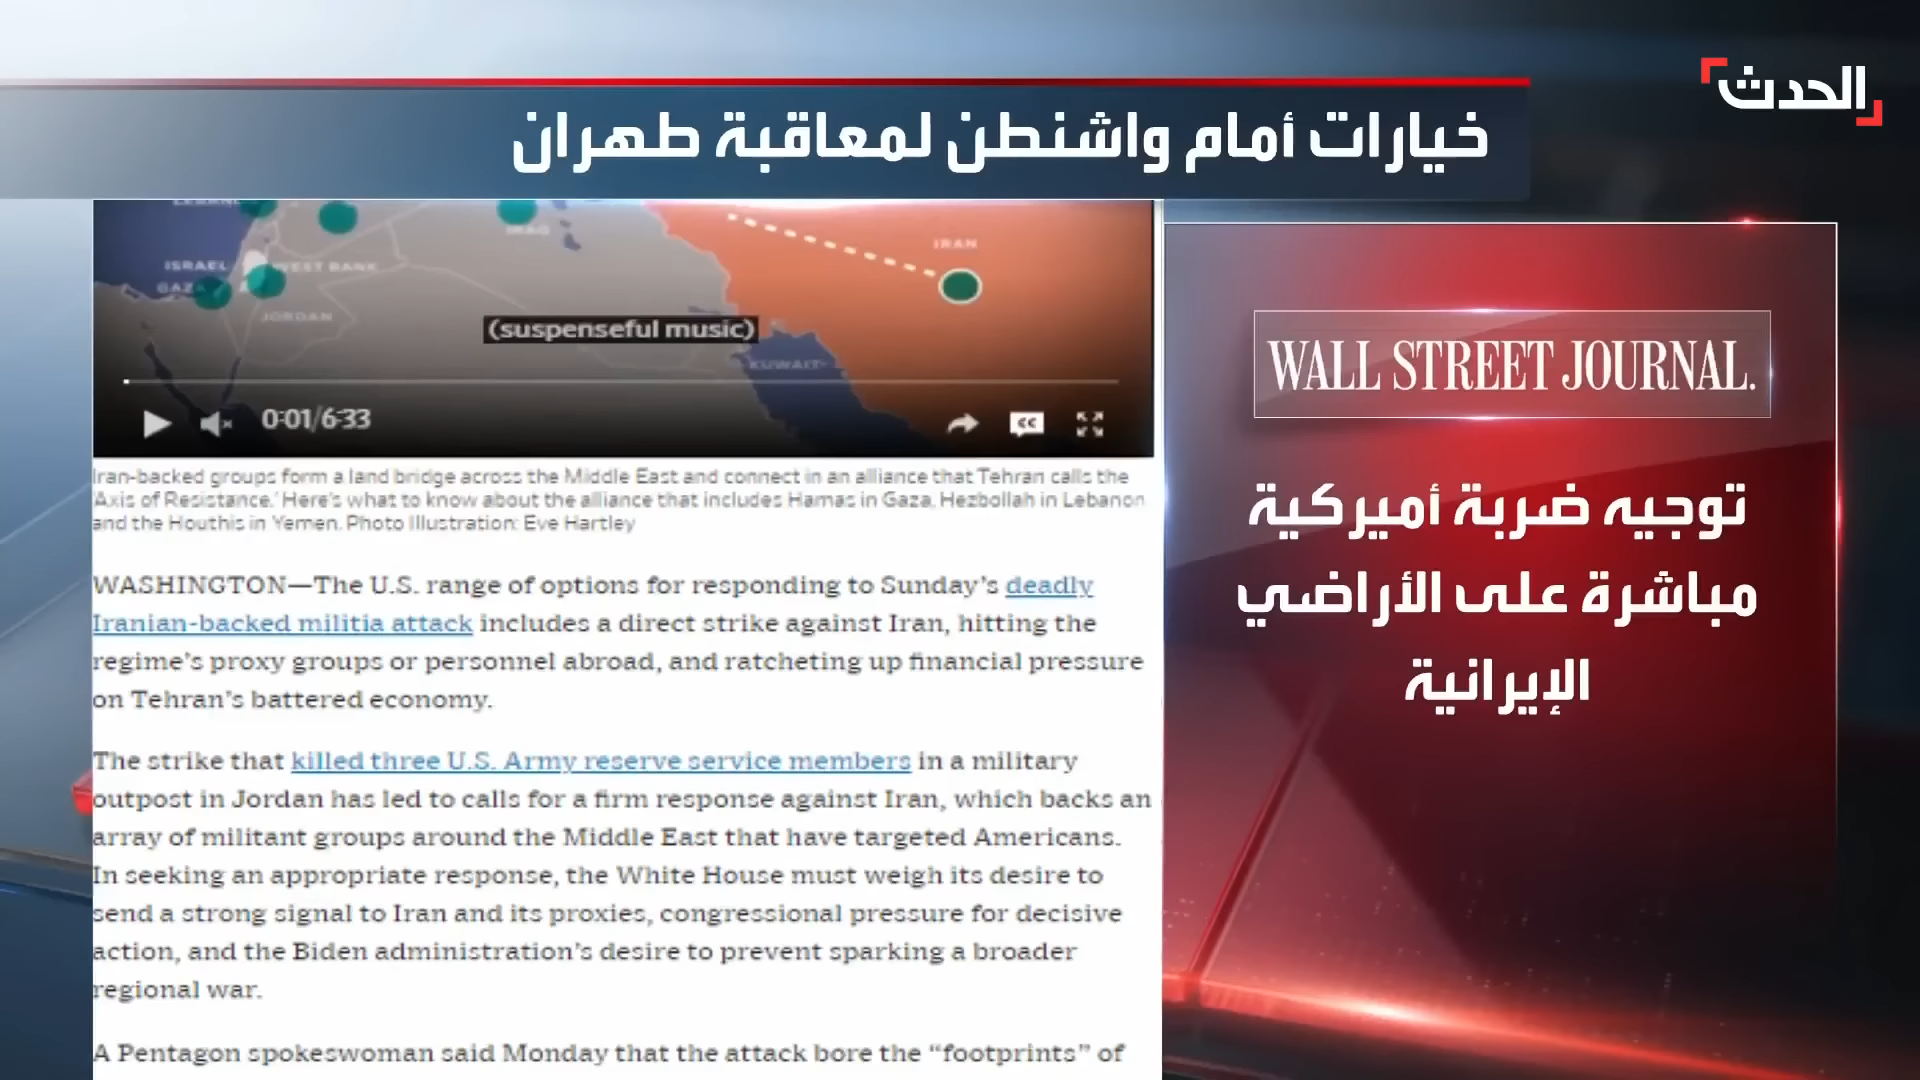 الحدث
خيارات أمام واشنطن لمعاقبة طهران
IRAQ
IRAN
ISRAEL
WEST BANK
GAZA
JORDAN
(suspenseful music)
KUWAIT
0:01/6:33
CC
Iran-backed groups form a land bridge across the Middle East and connect in an alliance that Tehran calls the
'Axis of Resistance.' Here's what to know about the alliance that includes Hamas in Gaza, Hezbollah in Lebanon
and the Houthis in Yemen. Photo Illustration: Eve Hartley
WASHINGTON—The U.S. range of options for responding to Sunday's deadly
Iranian-backed militia attack includes a direct strike against Iran, hitting the
regime's proxy groups or personnel abroad, and ratcheting up financial pressure
on Tehran's battered economy.
The strike that killed three U.S. Army reserve service members in a military
outpost in Jordan has led to calls for a firm response against Iran, which backs an
array of militant groups around the Middle East that have targeted Americans.
In seeking an appropriate response, the White House must weigh its desire to
send a strong signal to Iran and its proxies, congressional pressure for decisive
action, and the Biden administration's desire to prevent sparking a broader
regional war.
A Pentagon spokeswoman said Monday that the attack bore the “footprints” of
WALL STREET JOURNAL.
توجيه ضربة أميركية
مباشرة على الأراضي
الإيرانية